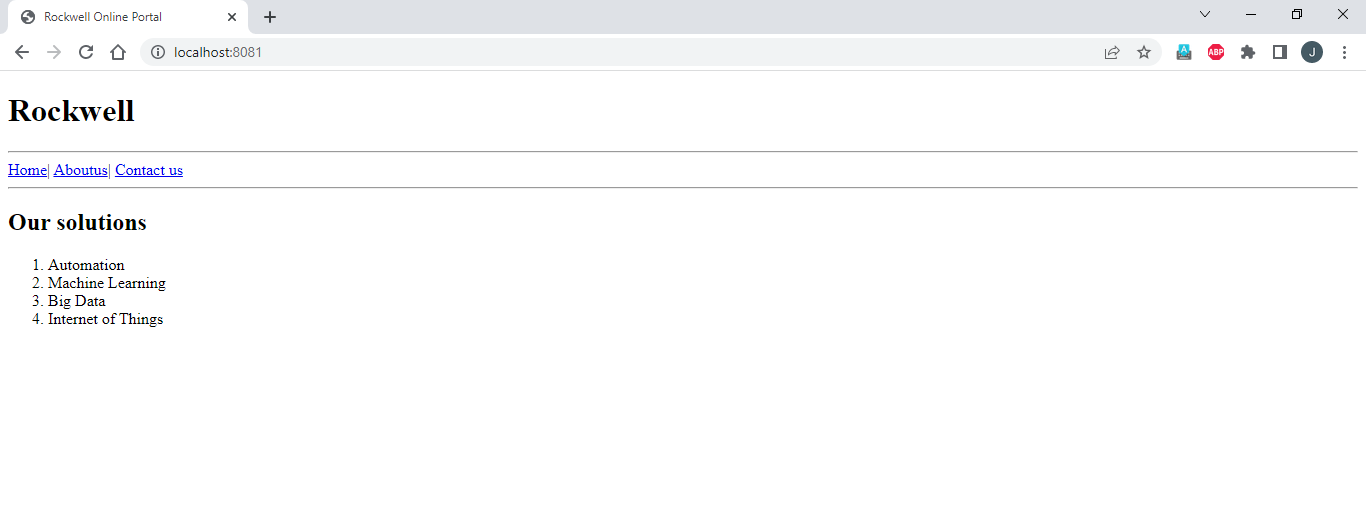 Rockwell Online Portal
localhost:8081
ABP
J
Rockwell
Home| Aboutus| Contact us
Our solutions
1. Automation
2. Machine Learning
3. Big Data
4. Internet of Things